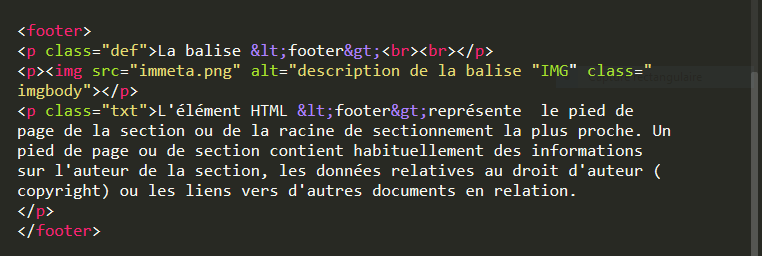 <footer>
<p class="def">La balise &lt;footer&gt;<br><br></p>
<p><img src="immeta.png" alt="description de la balise "IMG" class="
imgbody"></p>
<p class="txt">L'élément HTML &lt;footer&gt;représente  le pied de
page de la section ou de la racine de sectionnement la plus proche. Un
pied de page ou de section contient habituellement des informations
sur l'auteur de la section, les données relatives au droit d'auteur (
copyright) ou les liens vers d'autres documents en relation.
</p>
</footer>